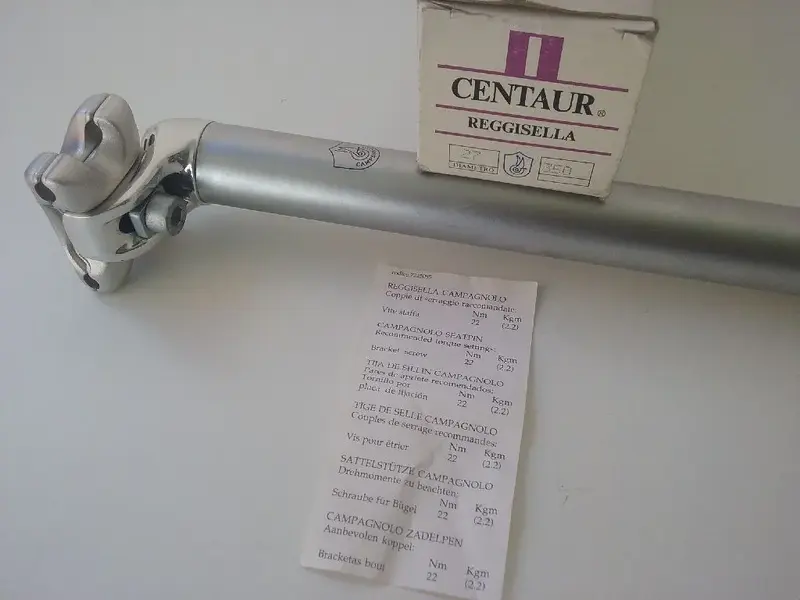 CENTAUR®
REGGISELLA
27
DIAMETRO
350
REGGISELLA CAMPAGNOLO
Coppie di serraggio raccomandate:
Nm Kgm
Vite staffa 22 (2.2)
CAMPAGNOLO SEATPIN
Recommended torque settings:
Nm Kgm
Bracket screw 22 (2.2)
TIJA DE SILLIN CAMPAGNOLO
Pares de apriete recomendados:
Tornillo por Nm Kgm
placa de fijación 22 (2.2)
TIGE DE SELLE CAMPAGNOLO
Couples de serrage recommandes:
Nm Kgm
Vis pour étrier 22 (2.2)
SATTELSTÜTZE CAMPAGNOLO
Drehmomente zu beachten:
Nm Kgm
Schraube für Bügel 22 (2.2)
CAMPAGNOLO ZADELPEN
Aanbevolen koppel:
Nm Kgm
Bracketas bout 22 (2.2)